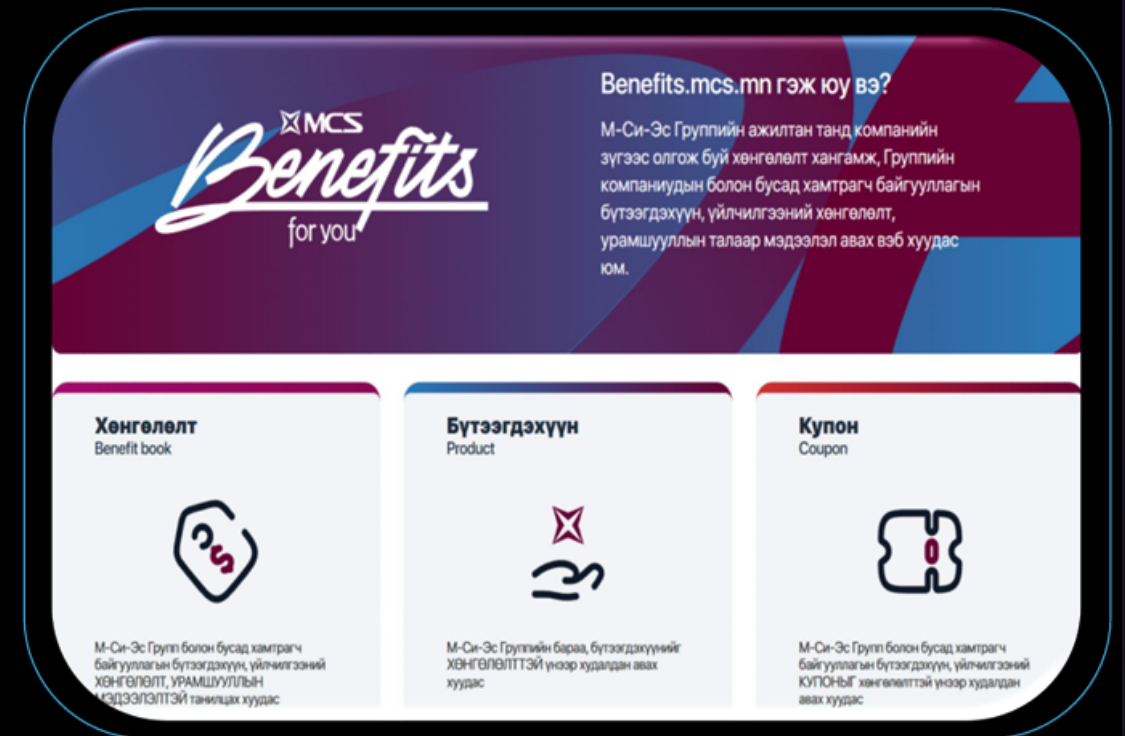 MCS
Benefits
for you
Benefits.mcs.mn гэж юу вэ?
М-Си-Эс Группийн ажилтан танд компанийн
зүгээс олгож буй хөнгөлөлт хангамж, Группийн
компаниудын болон бусад хамтрагч байгууллагын
бүтээгдэхүүн, үйлчилгээний хөнгөлөлт,
урамшууллын талаар мэдээлэл авах вэб хуудас
юм.
Хөнгөлөлт
Benefit book
М-Си-Эс Групп болон бусад хамтрагч
байгууллагын бүтээгдэхүүн, үйлчилгээний
ХӨНГӨЛӨЛТ, УРАМШУУЛЛЫН
МЭДЭЭЛЭЛТЭЙ танилцах хуудас
Бүтээгдэхүүн
Product
М-Си-Эс Группийн бараа, бүтээгдэхүүнийг
ХӨНГӨЛӨЛТТЭЙ үнээр худалдан авах
хуудас
Купон
Coupon
М-Си-Эс Групп болон бусад хамтрагч
байгууллагын бүтээгдэхүүн, үйлчилгээний
КУПОНЫГ хөнгөлөлттэй үнээр худалдан
авах хуудас